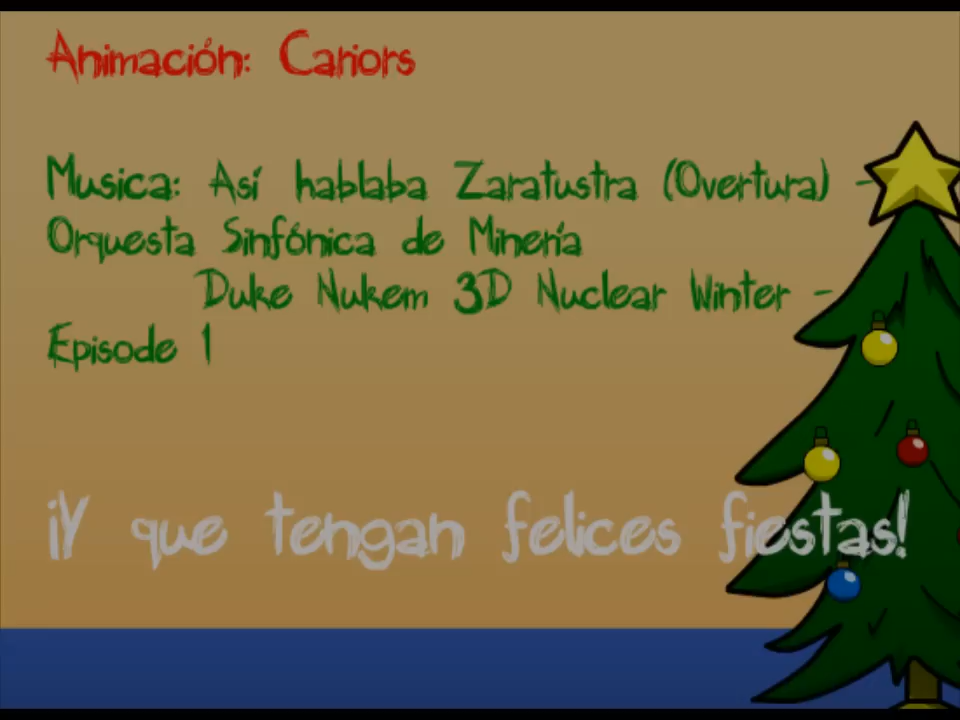 Animación: Cariors
Musica: Así hablaba Zaratustra (Overtura) -
Orquesta Sinfónica de Minería
Duke Nukem 3D Nuclear Winter -
Episode 1
¡Y que tengan felices fiestas!